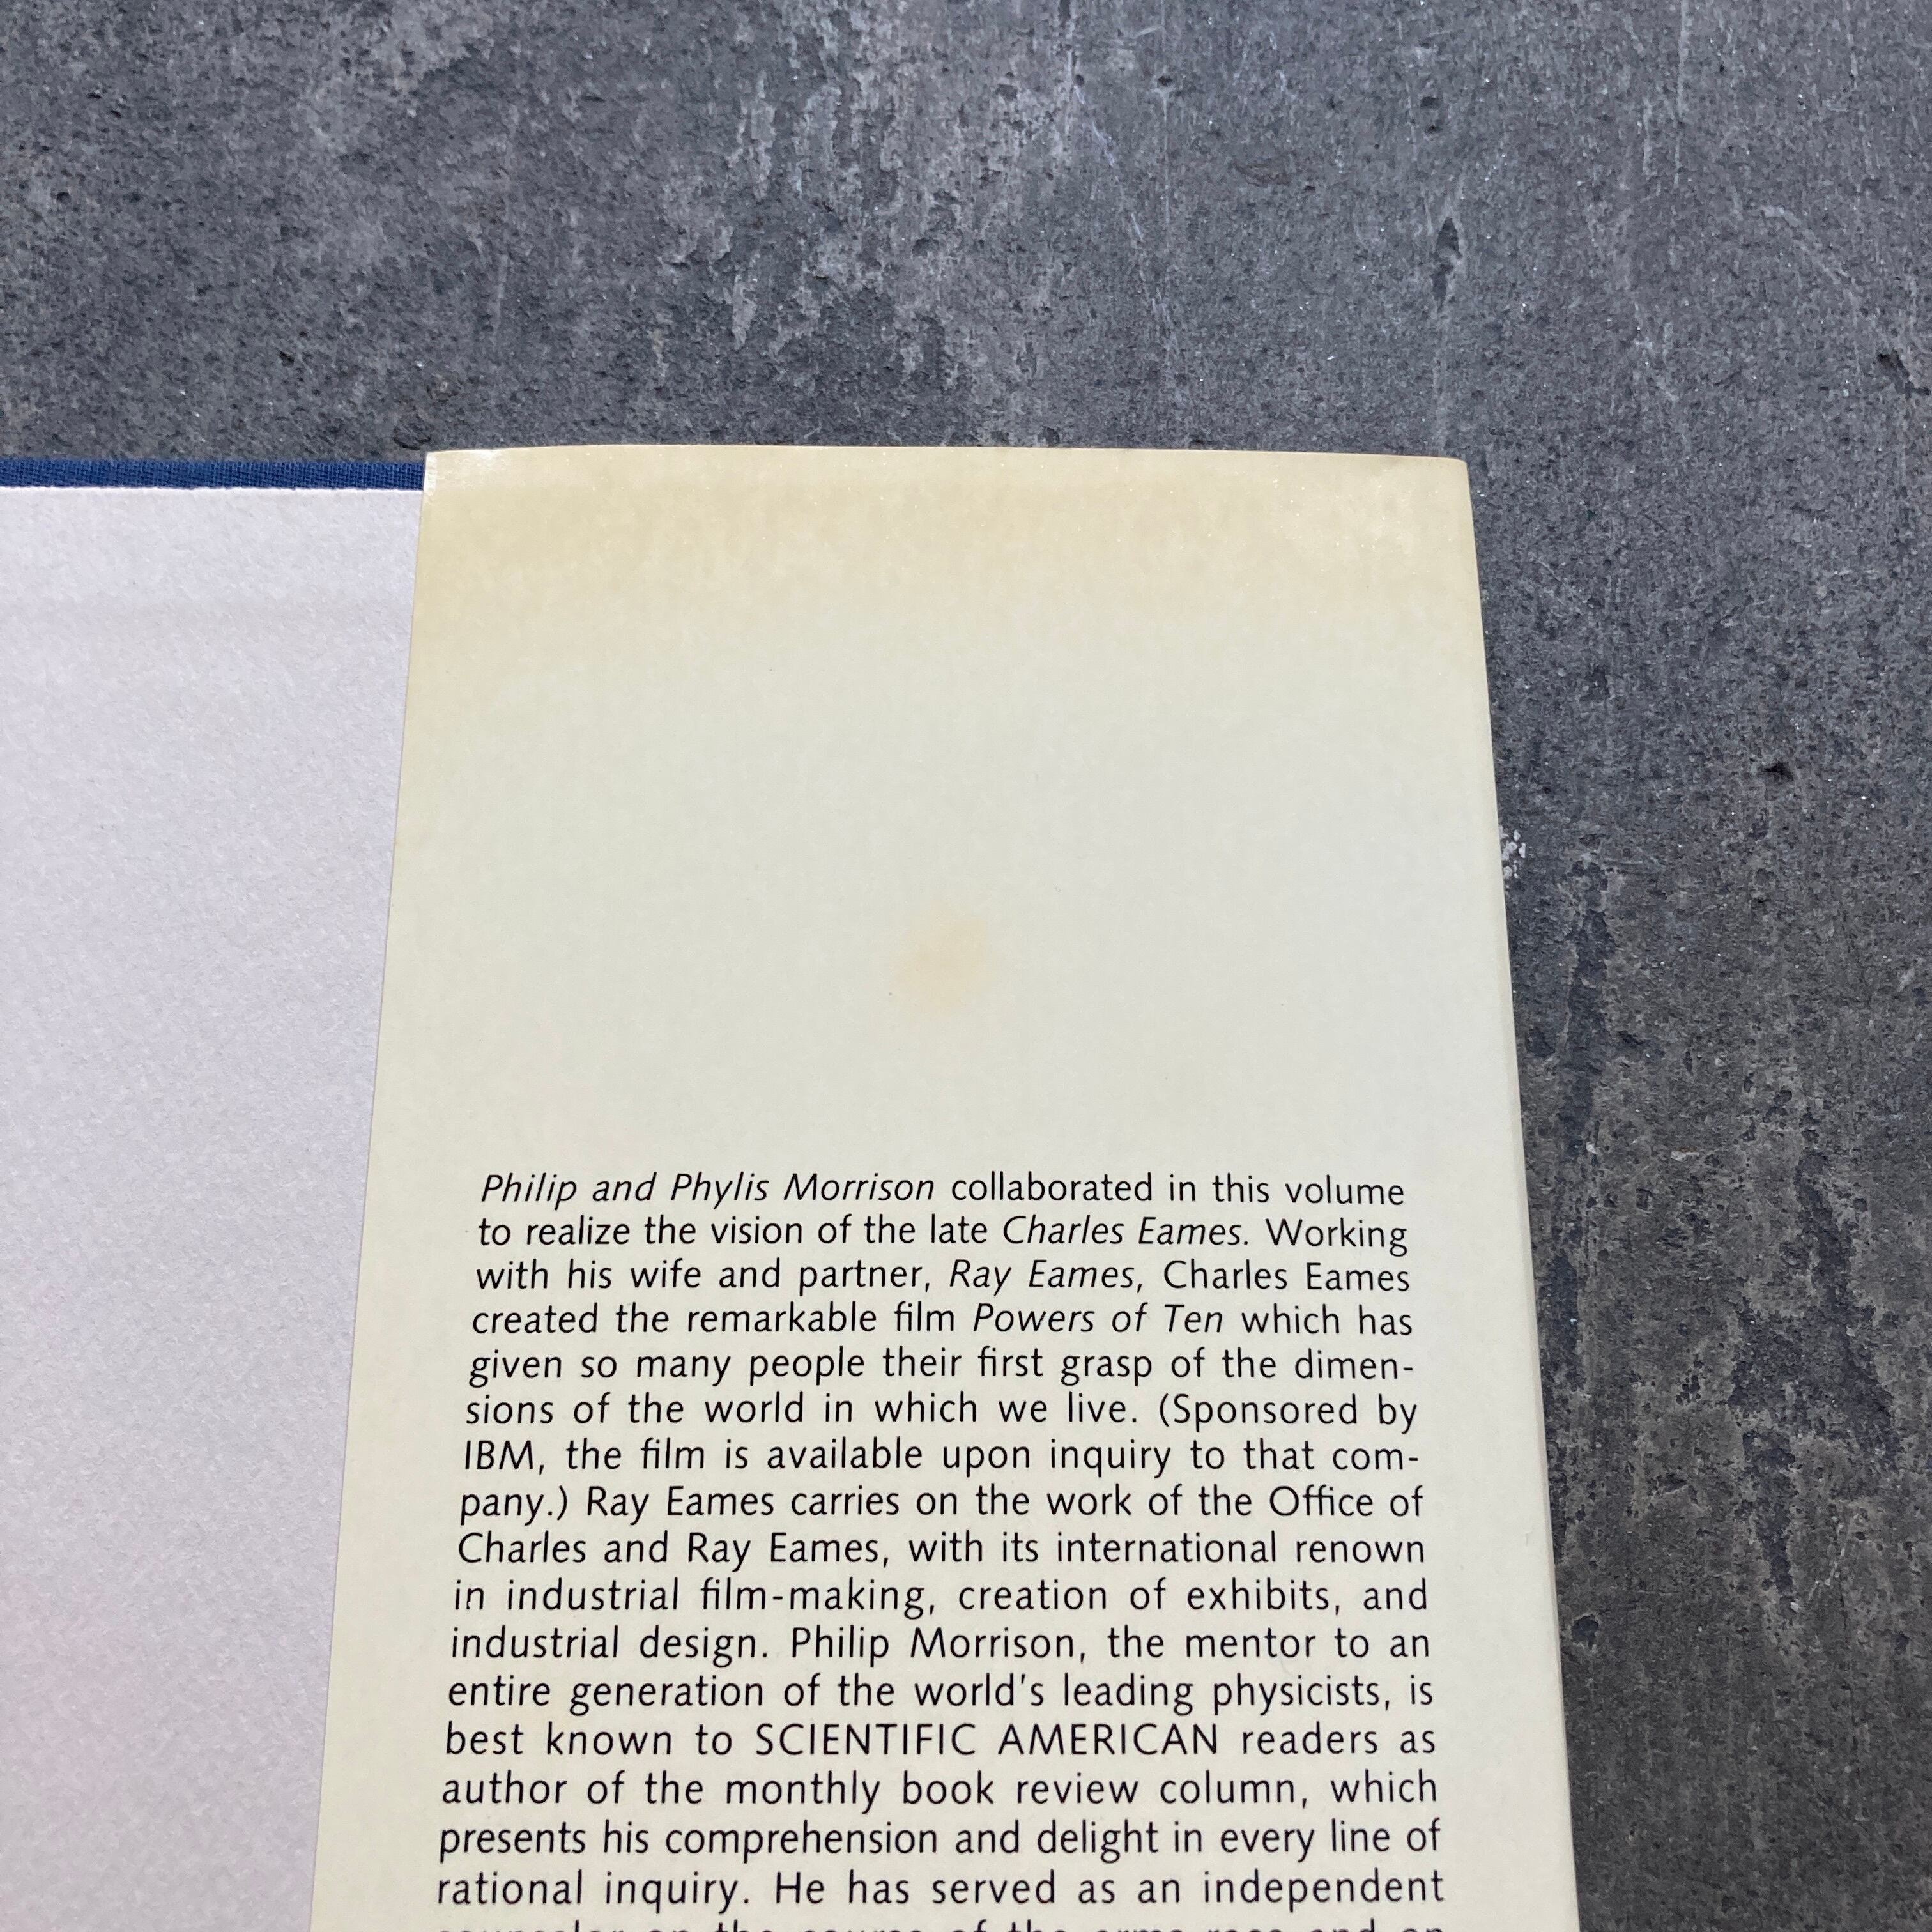 Philip and Phylis Morrison collaborated in this volume
to realize the vision of the late Charles Eames. Working
with his wife and partner, Ray Eames, Charles Eames
created the remarkable film Powers of Ten which has
given so many people their first grasp of the dimen-
sions of the world in which we live. (Sponsored by
IBM, the film is available upon inquiry to that com-
pany.) Ray Eames carries on the work of the Office of
Charles and Ray Eames, with its international renown
in industrial film-making, creation of exhibits, and
industrial design. Philip Morrison, the mentor to an
entire generation of the world's leading physicists, is
best known to SCIENTIFIC AMERICAN readers as
author of the monthly book review column, which
presents his comprehension and delight in every line of
rational inquiry. He has served as an independent